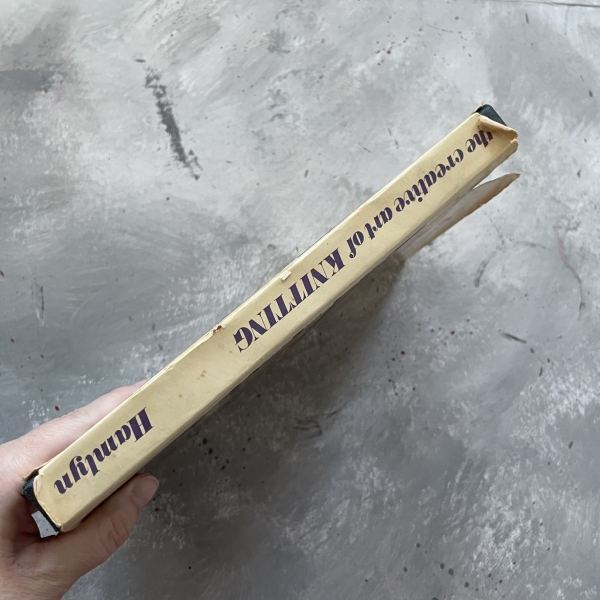 the creative art of KNITTING
Hamlyn